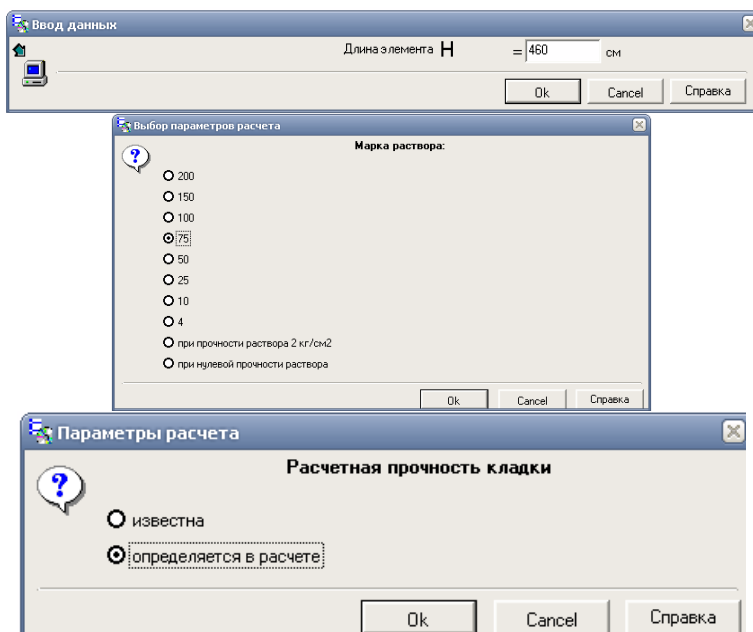 Ввод данных
Длина элемента H = 460 см
Ok Cancel Справка
Выбор параметров расчета
Марка раствора:
200
150
100
75
50
25
10
4
при прочности раствора 2 кг/см2
при нулевой прочности раствора
Ok Cancel Справка
Параметры расчета
Расчетная прочность кладки
известна
определяется в расчете
Ok Cancel Справка